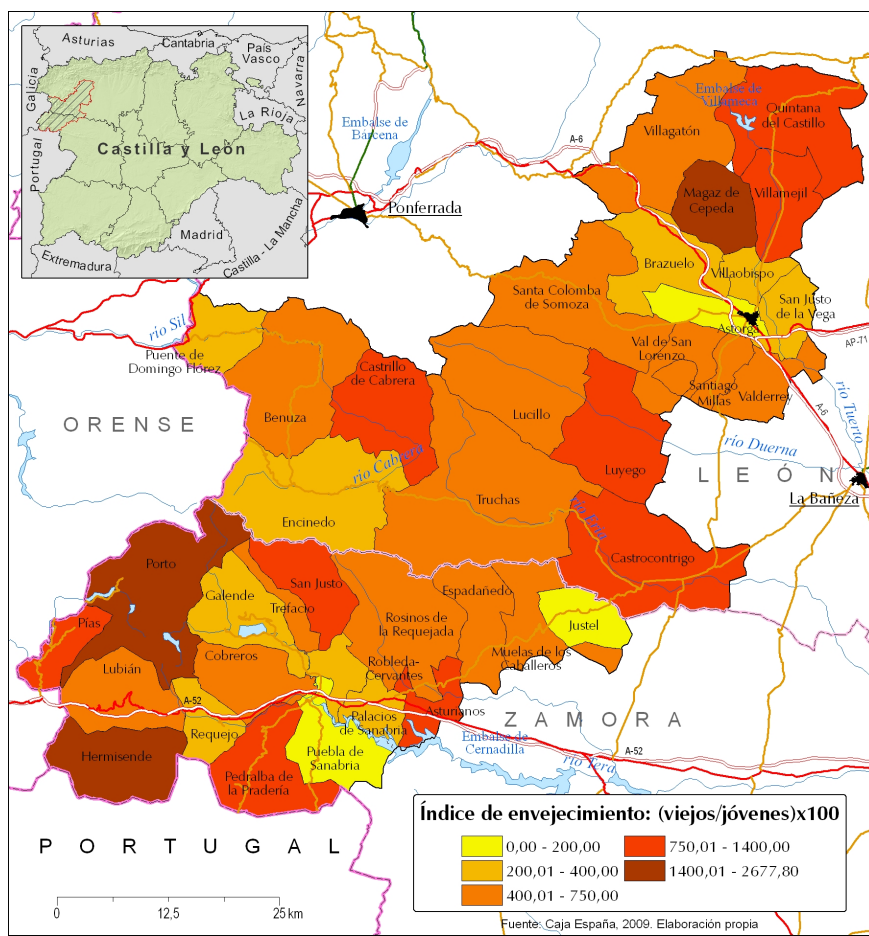 Asturias
Cantabria
País
Vasco
Navarra
Galicia
La Rioja
Castilla y León
Portugal
Madrid
Castilla - La Mancha
Extremadura
Embalse de
Bárcena
A-6
Ponferrada
Embalse de
Villameca
Quintana
del Castillo
Villagatón
Magaz de
Cepeda
Villamejil
Brazuelo
Villaobispo
San Justo
de la Vega
Astorga
AP-71
Santa Colomba
de Somoza
Val de San
Lorenzo
Santiago
Millas
Valderrey
A-6
río Tuerto
río Sil
Puente de
Domingo Flórez
Castrillo
de Cabrera
Benuza
Lucillo
ORENSE
río Duerna
LEÓN
La Bañeza
Luyego
río Cabrera
Truchas
Encinedo
río Eria
Castrocontrigo
Porto
San Justo
Espadañedo
Galende
Trefacio
Justel
Pías
Rosinos de
la Requejada
Muelas de los
Caballeros
Lubián
Cobreros
Robleda-
Cervantes
A-52
Asturianos
ZAMORA
Palacios
de Sanabria
Requejo
Embalse de
Cernadilla
A-52
río Tera
Hermisende
Puebla de
Sanabria
Pedralba de
la Pradería
PORTUGAL
Índice de envejecimiento: (viejos/jóvenes)x100
0,00 - 200,00
750,01 - 1400,00
200,01 - 400,00
1400,01 - 2677,80
400,01 - 750,00
0
12,5
25 km
Fuente: Caja España, 2009. Elaboración propia